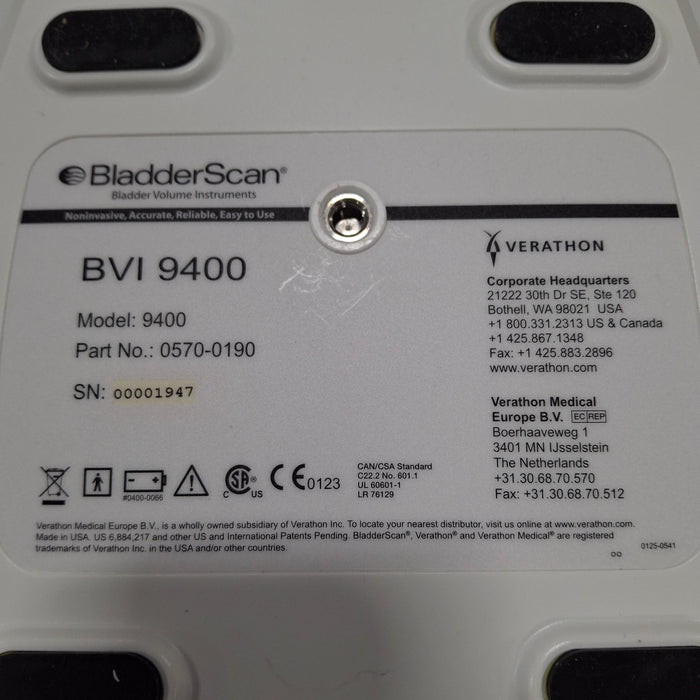 BladderScan®
Bladder Volume Instruments
Noninvasive, Accurate, Reliable, Easy to Use
BVI 9400
Model: 9400
Part No.: 0570-0190
SN: 00001947
VERATHON
Corporate Headquarters
21222 30th Dr SE, Ste 120
Bothell, WA 98021 USA
+1 800.331.2313 US & Canada
+1 425.867.1348
Fax: +1 425.883.2896
www.verathon.com
Verathon Medical
Europe B.V. EC REP
Boerhaaveweg 1
3401 MN IJsselstein
The Netherlands
+31.30.68.70.570
Fax: +31.30.68.70.512
#0400-0066
C SA® US
CE 0123
CAN/CSA Standard
C22.2 No. 601.1
UL 60601-1
LR 76129
Verathon Medical Europe B.V., is a wholly owned subsidiary of Verathon Inc. To locate your nearest distributor, visit us online at www.verathon.com.
Made in USA. US 6,884,217 and other US and International Patents Pending. BladderScan®, Verathon® and Verathon Medical® are registered
trademarks of Verathon Inc. in the USA and/or other countries.
0125-0541